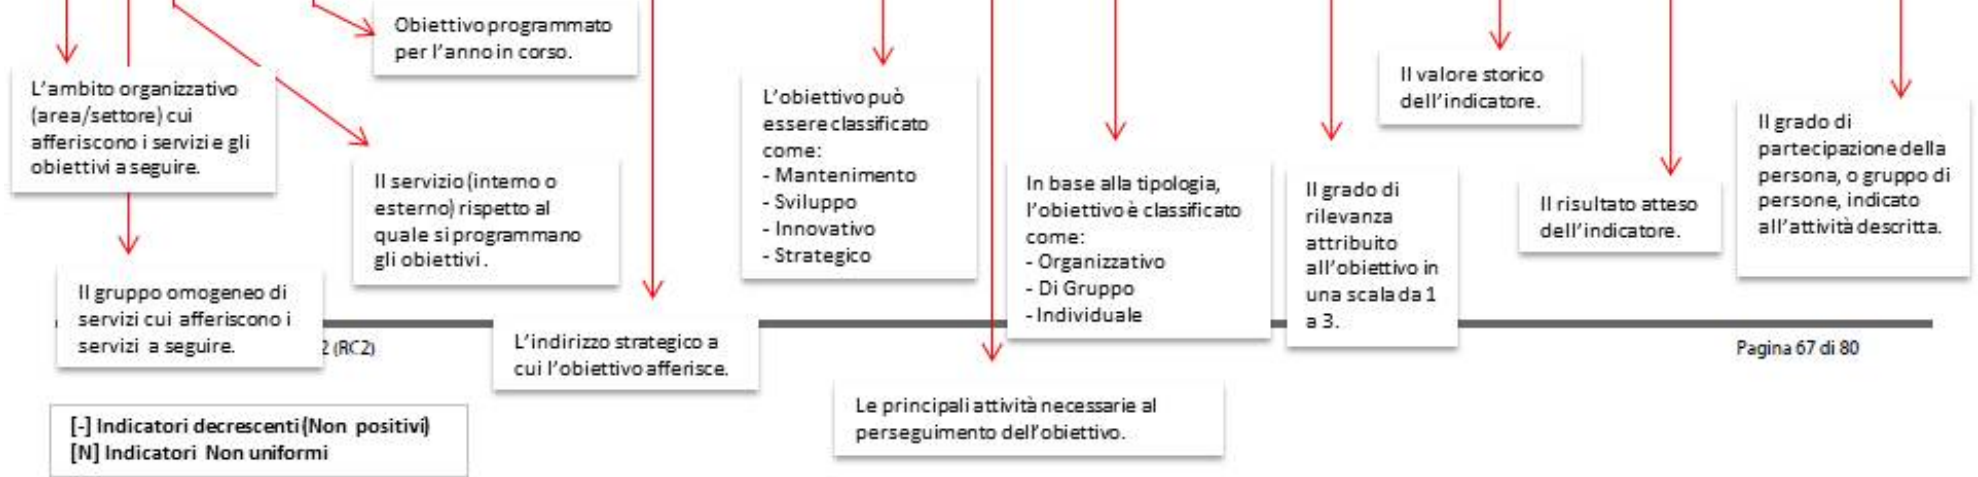 Obiettivo programmato
per l'anno in corso.
L'ambito organizzativo
(area/settore) cui
afferiscono i servizi e gli
obiettivi a seguire.
Il servizio (interno o
esterno) rispetto al
quale si programmano
gli obiettivi.
Il gruppo omogeneo di
servizi cui afferiscono i
servizi a seguire.
2 (RC2)
L'indirizzo strategico a
cui l'obiettivo afferisce.
L'obiettivo può
essere classificato
come:
- Mantenimento
- Sviluppo
- Innovativo
- Strategico
Le principali attività necessarie al
perseguimento dell'obiettivo.
In base alla tipologia,
l'obiettivo è classificato
come:
- Organizzativo
- Di Gruppo
- Individuale
Il grado di
rilevanza
attribuito
all'obiettivo in
una scala da 1
a 3.
Il valore storico
dell'indicatore.
Il risultato atteso
dell'indicatore.
Il grado di
partecipazione della
persona, o gruppo di
persone, indicato
all'attività descritta.
Pagina 67 di 80
[-] Indicatori decrescenti (Non positivi)
[N] Indicatori Non uniformi